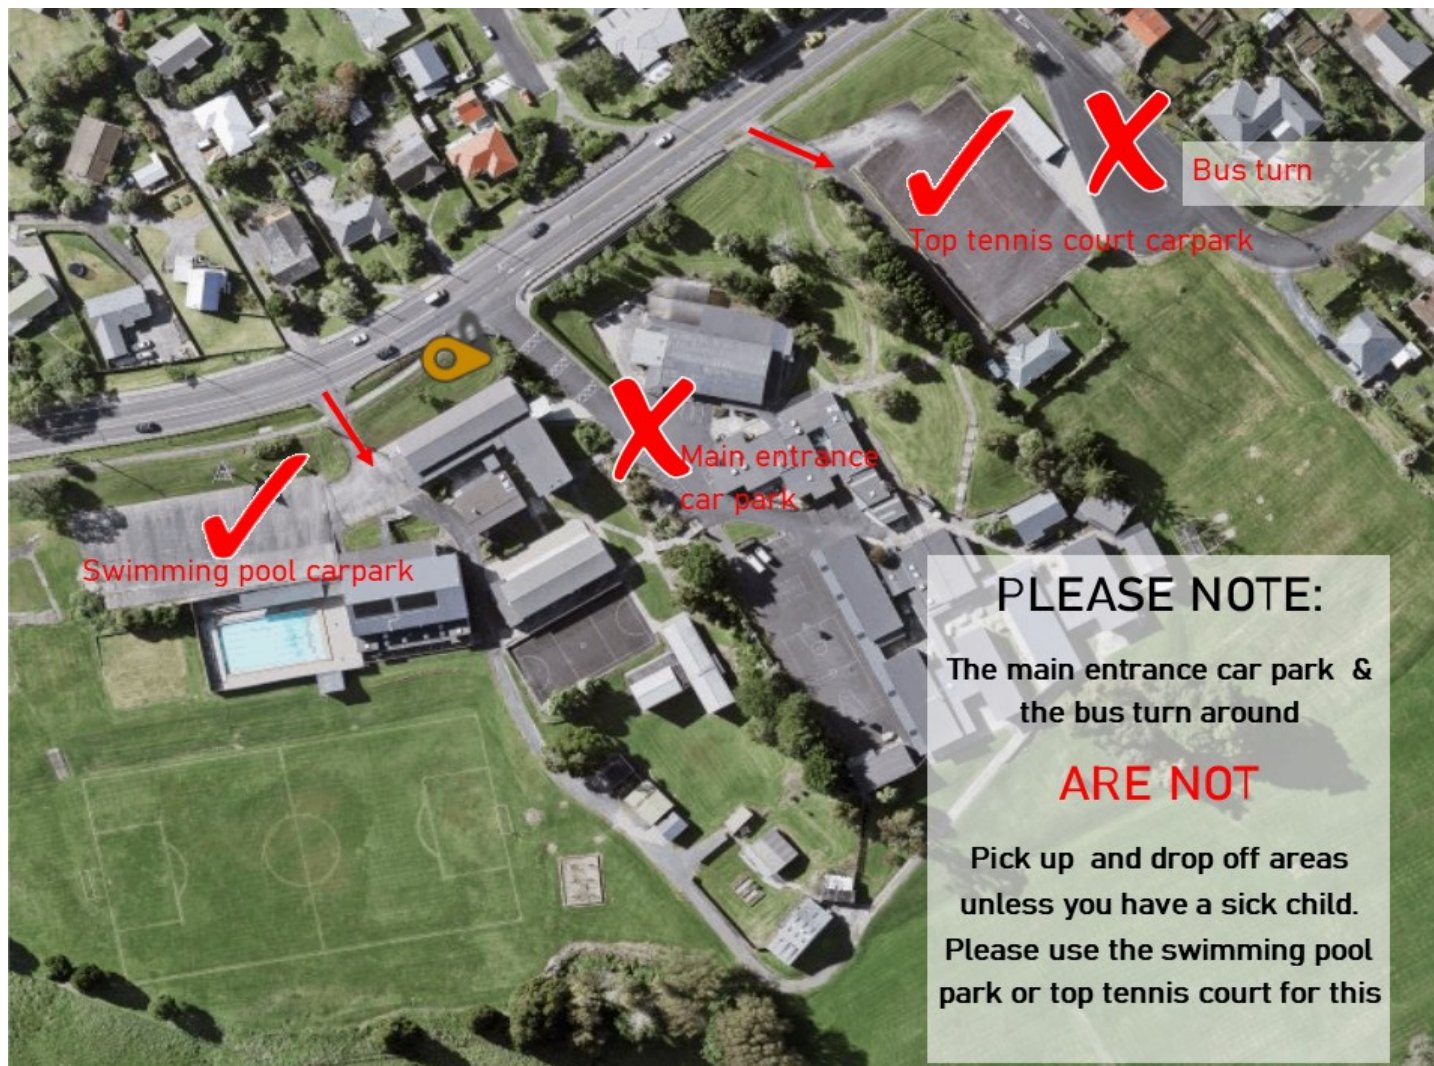 Bus turn
Top tennis court carpark
Main entrance
car park
Swimming pool carpark
PLEASE NOTE:
The main entrance car park &
the bus turn around
ARE NOT
Pick up and drop off areas
unless you have a sick child.
Please use the swimming pool
park or top tennis court for this